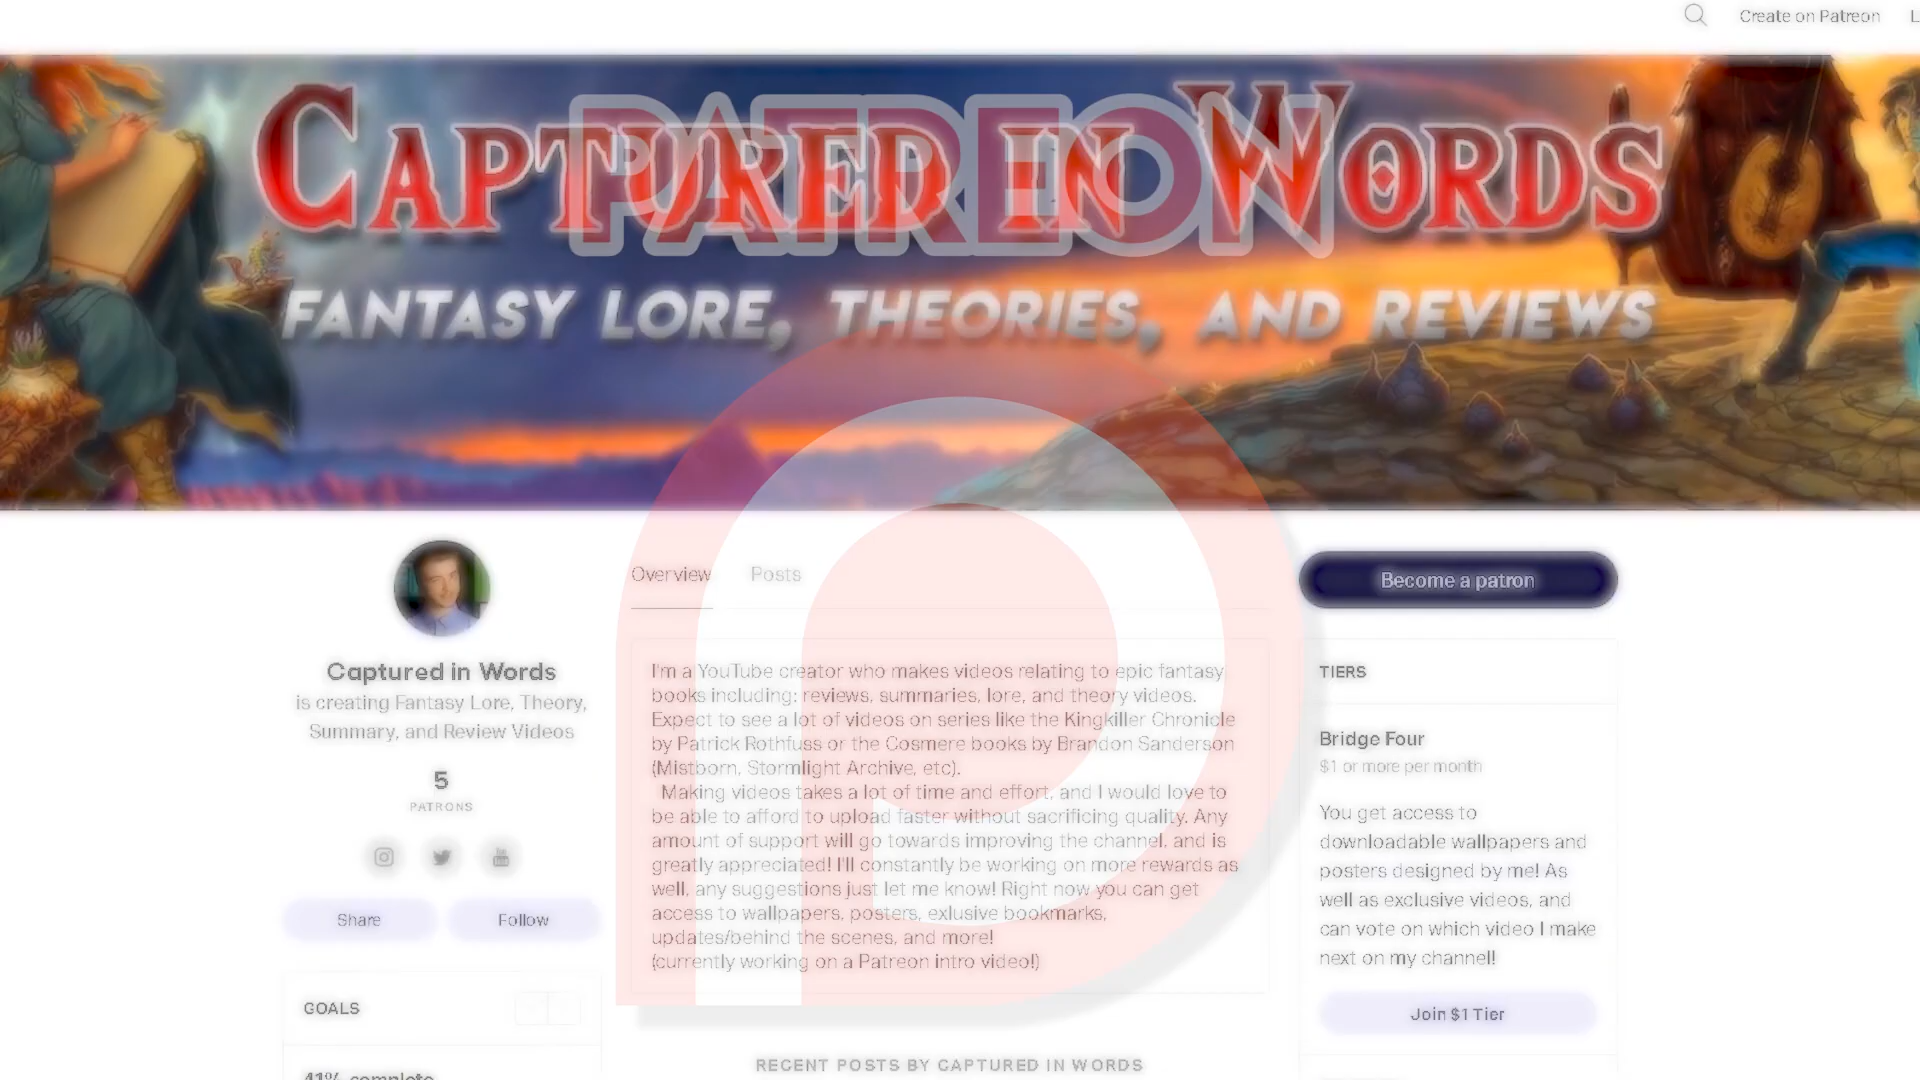 Create on Patreon
CAPTURED IN WORDS
PATREON
FANTASY LORE, THEORIES, AND REVIEWS
Overview
Posts
Become a patron
Captured in Words
is creating Fantasy Lore, Theory,
Summary, and Review Videos
5
PATRONS
Share
Follow
GOALS
41% complete
I'm a YouTube creator who makes videos relating to epic fantasy
books including: reviews, summaries, lore, and theory videos.
Expect to see a lot of videos on series like the Kingkiller Chronicle
by Patrick Rothfuss or the Cosmere books by Brandon Sanderson
(Mistborn, Stormlight Archive, etc).
Making videos takes a lot of time and effort, and I would love to
be able to afford to upload faster without sacrificing quality. Any
amount of support will go towards improving the channel, and is
greatly appreciated! I'll constantly be working on more rewards as
well, any suggestions just let me know! Right now you can get
access to wallpapers, posters, exlusive bookmarks,
updates/behind the scenes, and more!
(currently working on a Patreon intro video!)
RECENT POSTS BY CAPTURED IN WORDS
TIERS
Bridge Four
$1 or more per month
You get access to
downloadable wallpapers and
posters designed by me! As
well as exclusive videos, and
can vote on which video I make
next on my channel!
Join $1 Tier